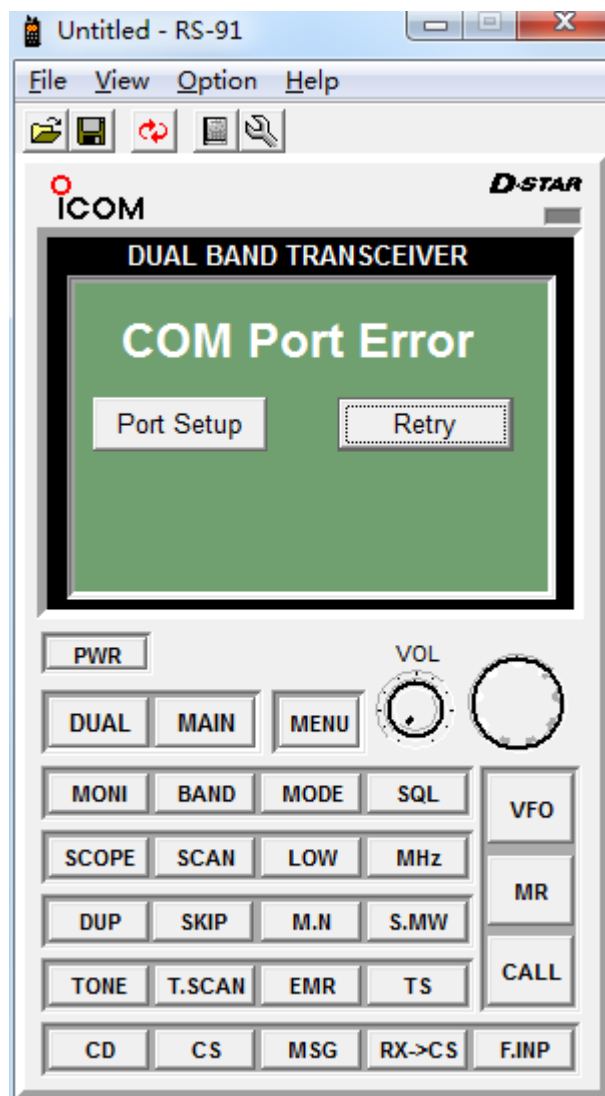 Untitled - RS-91
File View Option Help
ICOM D-STAR
DUAL BAND TRANSCEIVER
COM Port Error
Port Setup Retry
PWR VOL
DUAL MAIN MENU
MONI BAND MODE SQL VFO
SCOPE SCAN LOW MHz
MR
DUP SKIP M.N S.MW
CALL
TONE T.SCAN EMR TS
CD CS MSG RX->CS F.INP